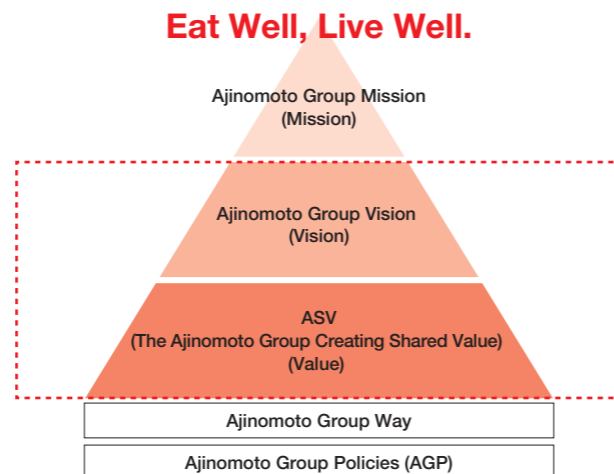 Eat Well, Live Well.
Ajinomoto Group Mission
(Mission)
Ajinomoto Group Vision
(Vision)
ASV
(The Ajinomoto Group Creating Shared Value)
(Value)
Ajinomoto Group Way
Ajinomoto Group Policies (AGP)